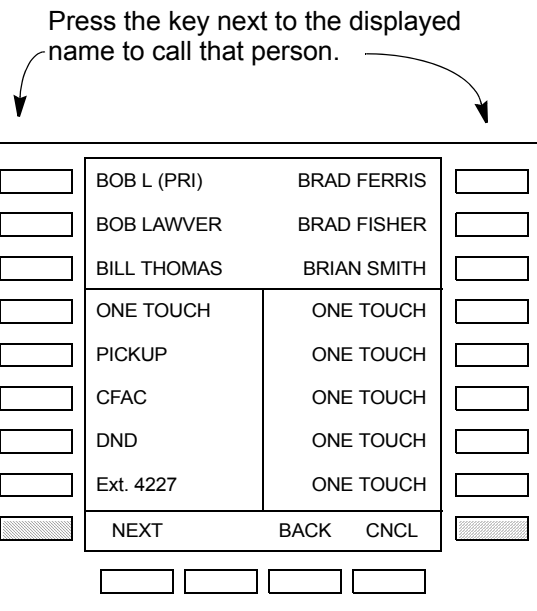 Press the key next to the displayed
name to call that person.
BOB L (PRI) BRAD FERRIS
BOB LAWVER BRAD FISHER
BILL THOMAS BRIAN SMITH
ONE TOUCH ONE TOUCH
PICKUP ONE TOUCH
CFAC ONE TOUCH
DND ONE TOUCH
Ext. 4227 ONE TOUCH
NEXT BACK CNCL